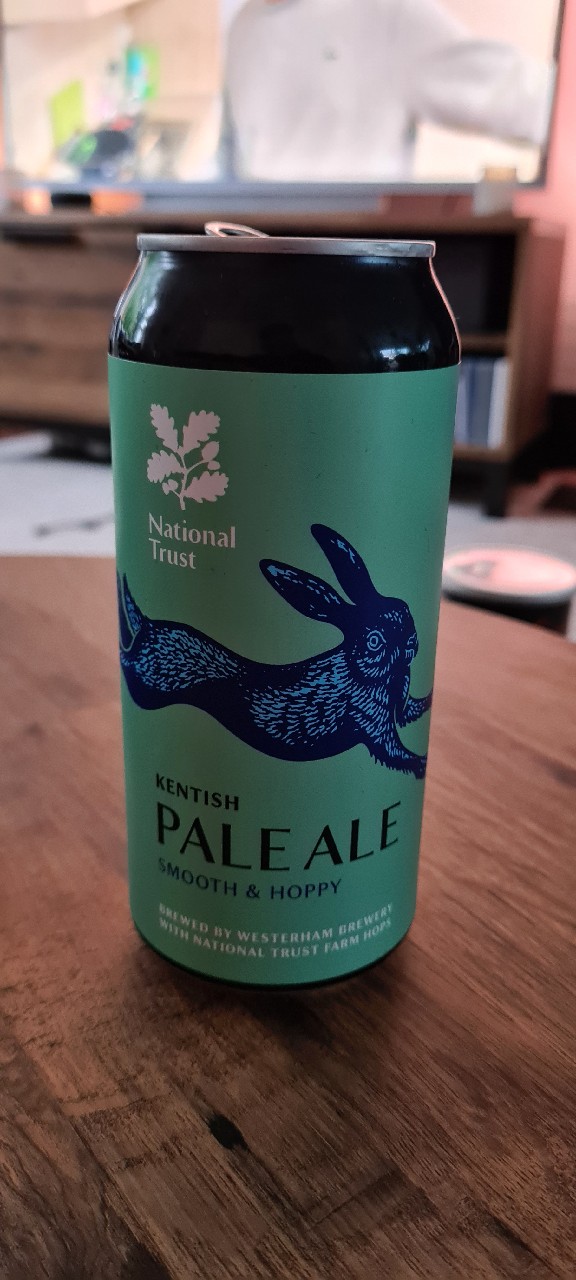 National
Trust
KENTISH
PALE ALE
SMOOTH & HOPPY
BREWED BY WESTERHAM BREWERY
WITH NATIONAL TRUST FARM HOPS